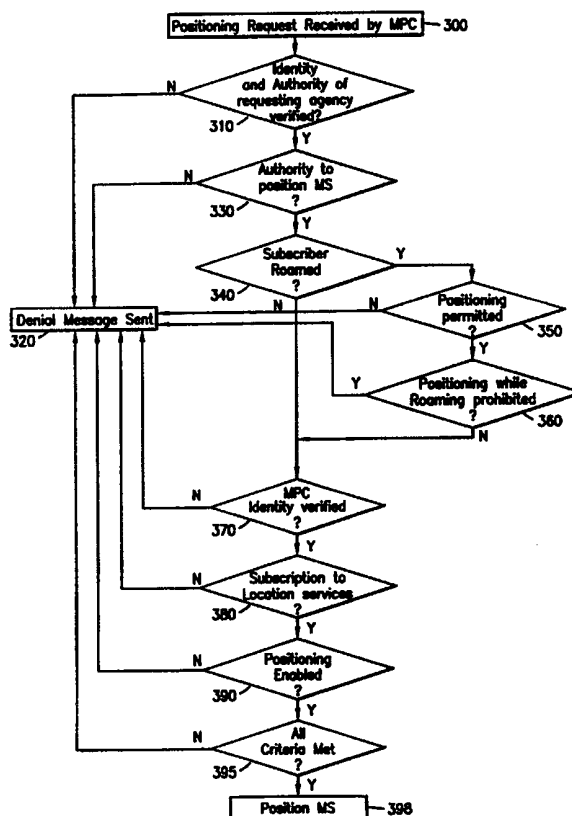 Positioning Request Received by MPC
300
Identity
and Authority of
requesting agency
verified?
N
310
Y
Authority to
position MS
?
N
330
Y
Subscriber
Roamed
?
Y
340
N
Positioning
permitted
?
N
350
Y
Denial Message Sent
320
Positioning while
Roaming prohibited
?
Y
360
N
MPC
Identity verified
?
N
370
Y
Subscription to
Location services
?
N
380
Y
Positioning
Enabled
?
N
390
Y
All
Criteria Met
?
N
395
Y
Position MS
398